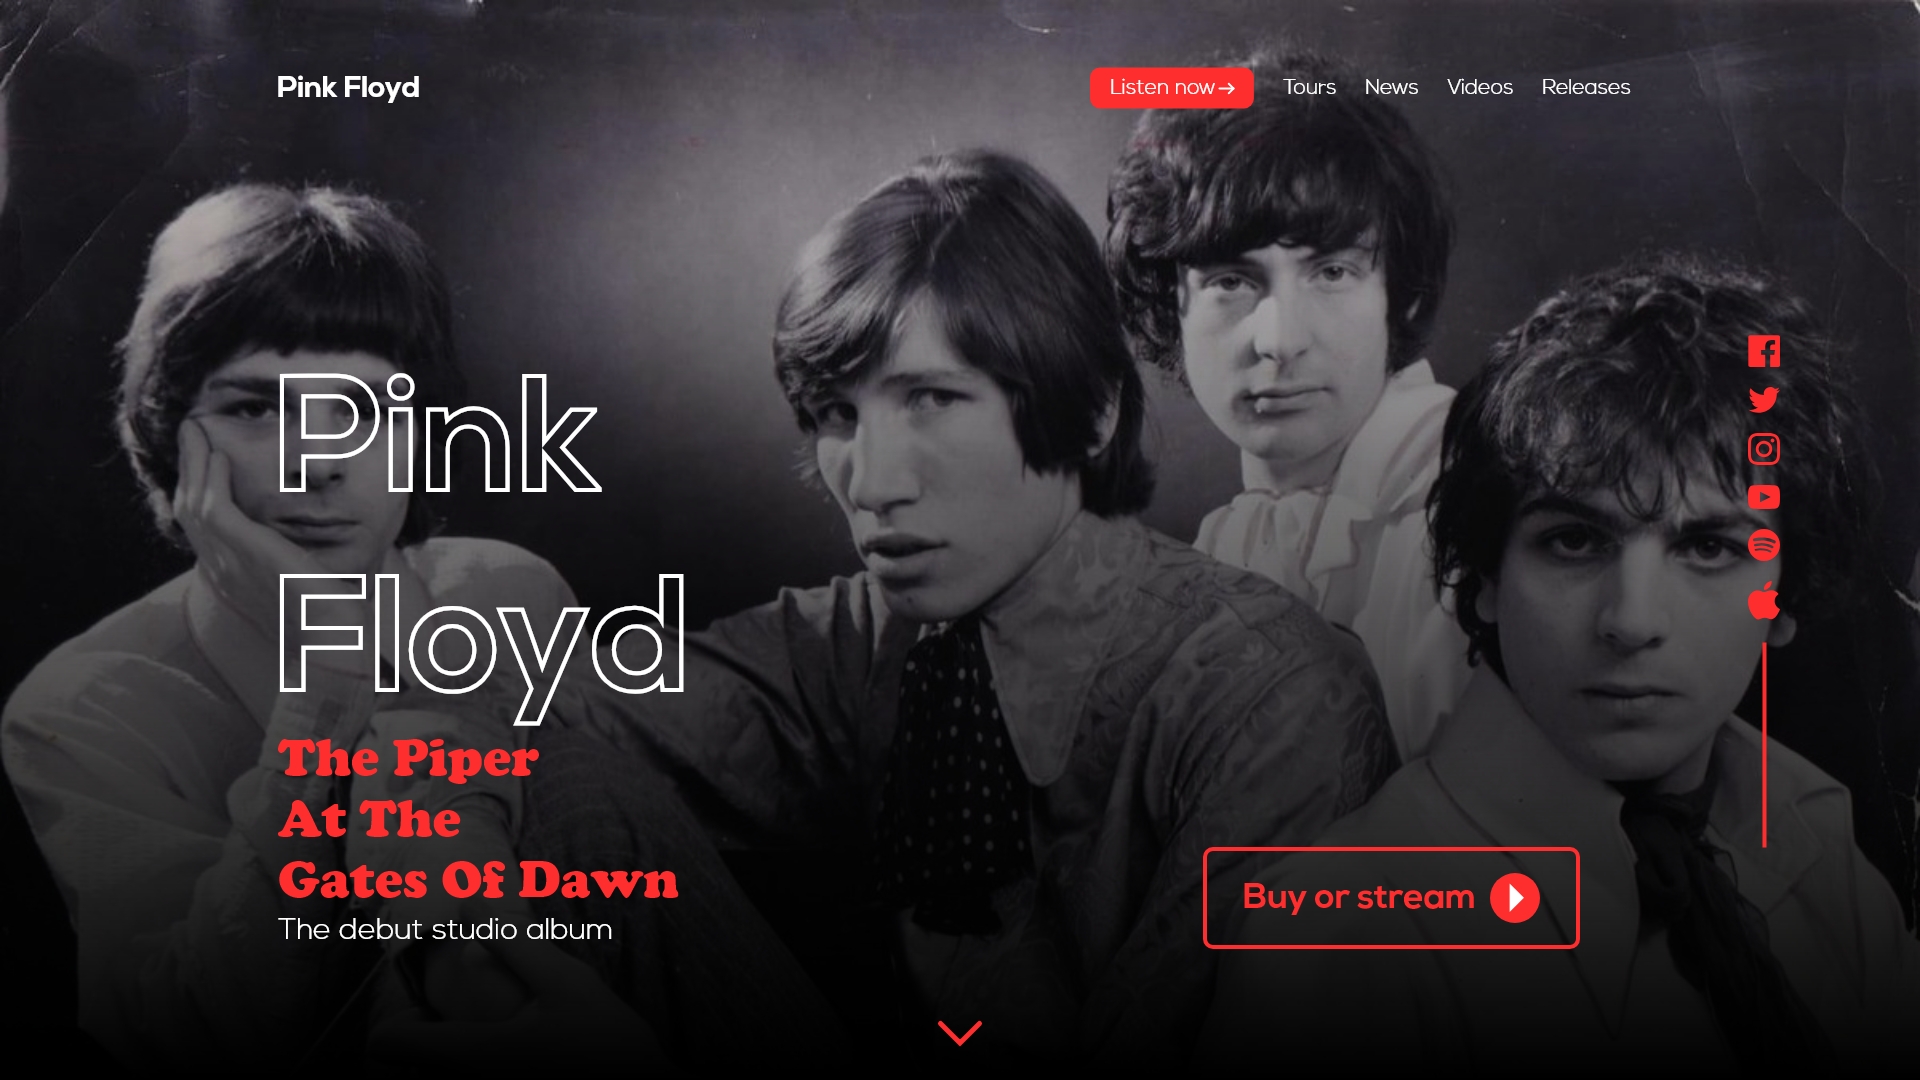 Pink Floyd
Listen now
Tours
News
Videos
Releases
Pink
Floyd
The Piper
At The
Gates Of Dawn
The debut studio album
Buy or stream